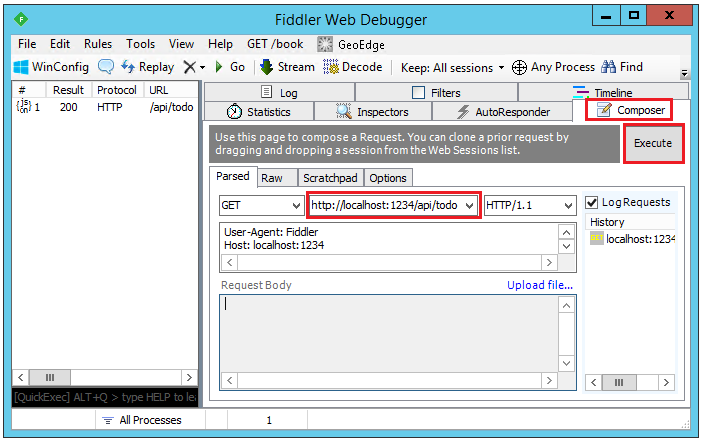 Fiddler Web Debugger
File Edit Rules Tools View Help GET /book GeoEdge
WinConfig Replay Go Stream Decode Keep: All sessions Any Process Find
# Result Protocol URL
1 200 HTTP /api/todo
Log Filters Timeline
Statistics Inspectors AutoResponder Composer
Use this page to compose a Request. You can clone a prior request by
dragging and dropping a session from the Web Sessions list.
Execute
Parsed Raw Scratchpad Options
GET http://localhost:1234/api/todo HTTP/1.1
Log Requests
User-Agent: Fiddler
Host: localhost:1234
History
GET localhost:1234
Request Body Upload file...
[QuickExec] ALT+Q > type HELP to lea
All Processes 1